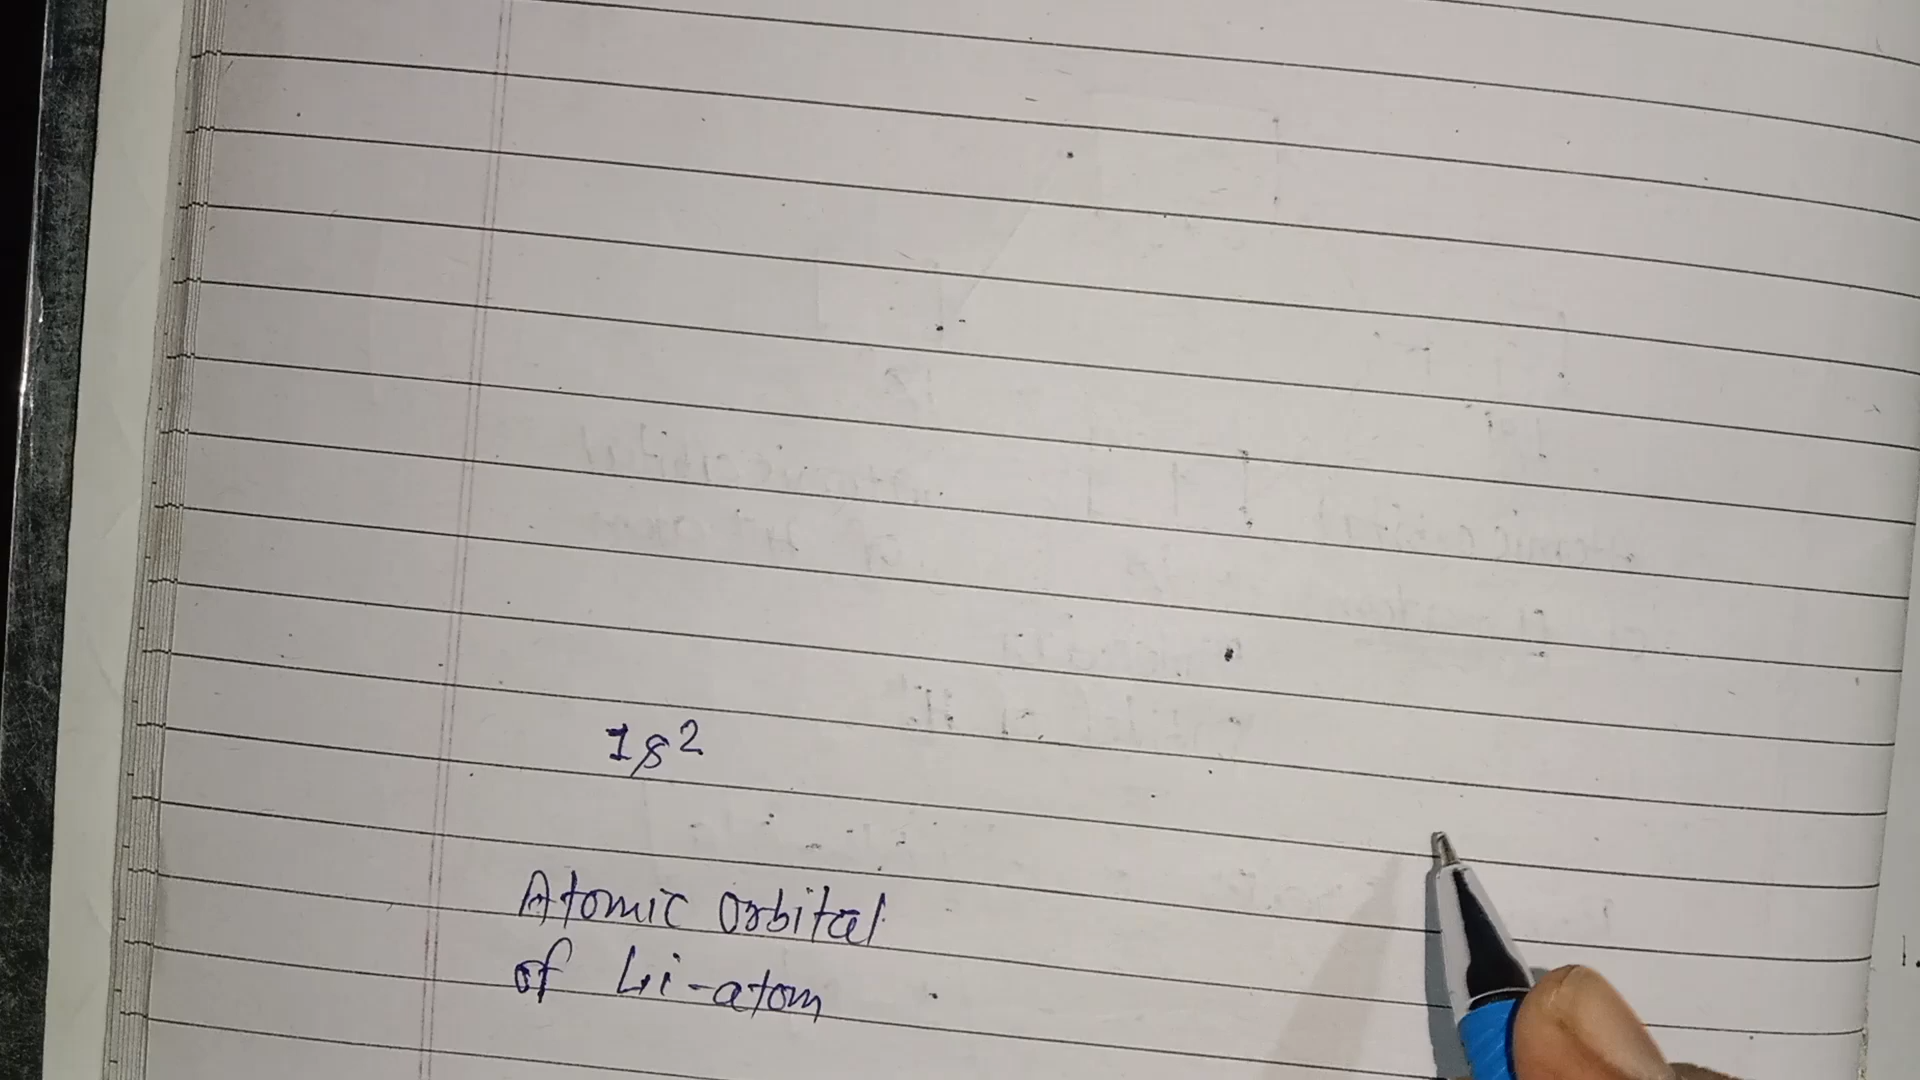 1s²
Atomic orbital
of Li-atom